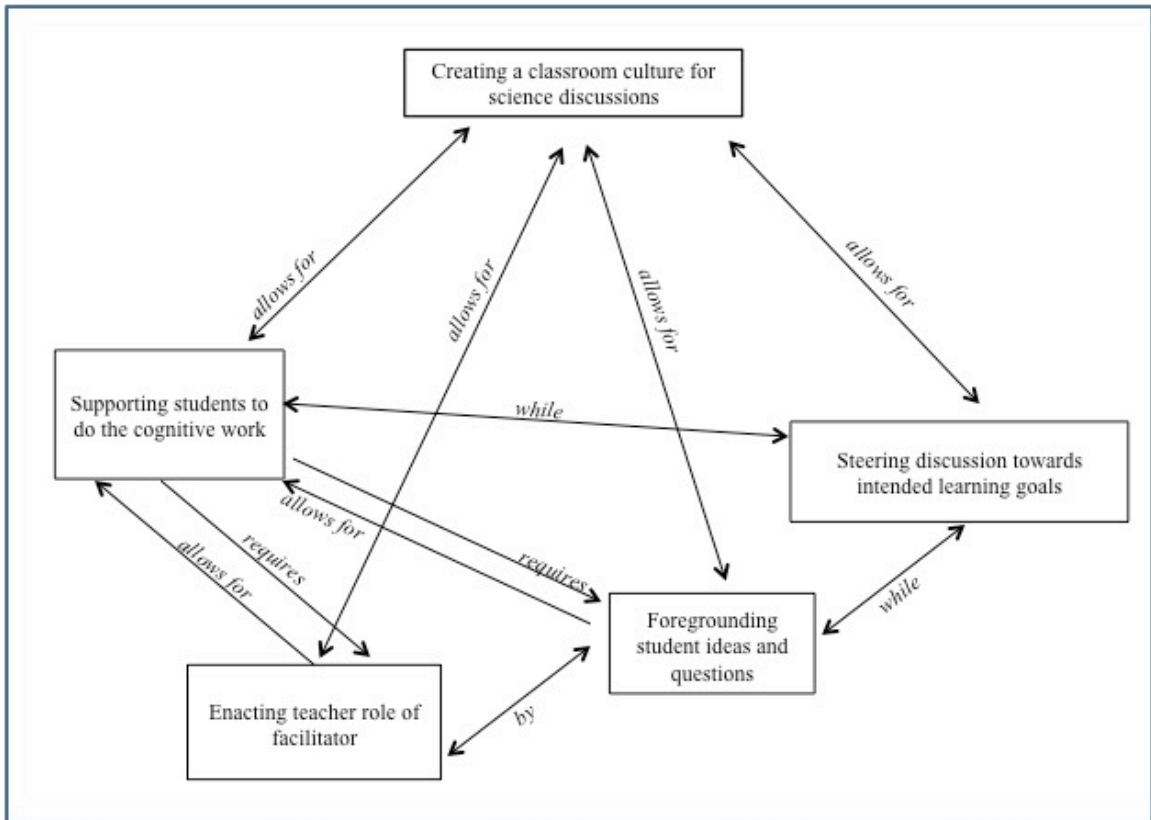 Creating a classroom culture for
science discussions
allows for
allows for
allows for
allows for
Supporting students to
do the cognitive work
while
Steering discussion towards
intended learning goals
allows for
requires
requires
allows for
while
Foregrounding
student ideas and
questions
Enacting teacher role of
facilitator
by